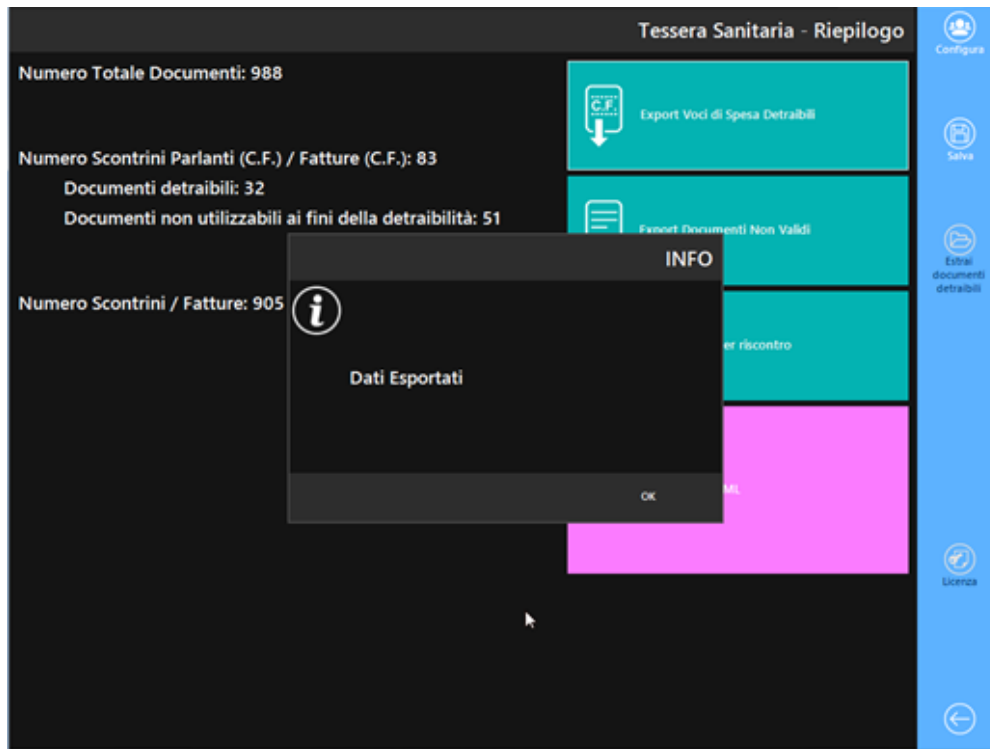 Tessera Sanitaria - Riepilogo
Numero Totale Documenti: 988
Numero Scontrini Parlanti (C.F.) / Fatture (C.F.): 83
Documenti detraibili: 32
Documenti non utilizzabili ai fini della detraibilità: 51
Numero Scontrini / Fatture: 905
C.F.
Export Voci di Spesa Detraibili
Export Documenti Non Validi
er riscontro
ML
INFO
i
Dati Esportati
OK
Configura
Salva
Estrai
documenti
detraibili
Licenza